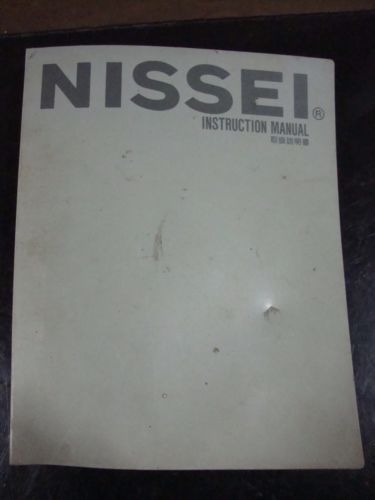 NISSEI®
INSTRUCTION MANUAL
取扱説明書